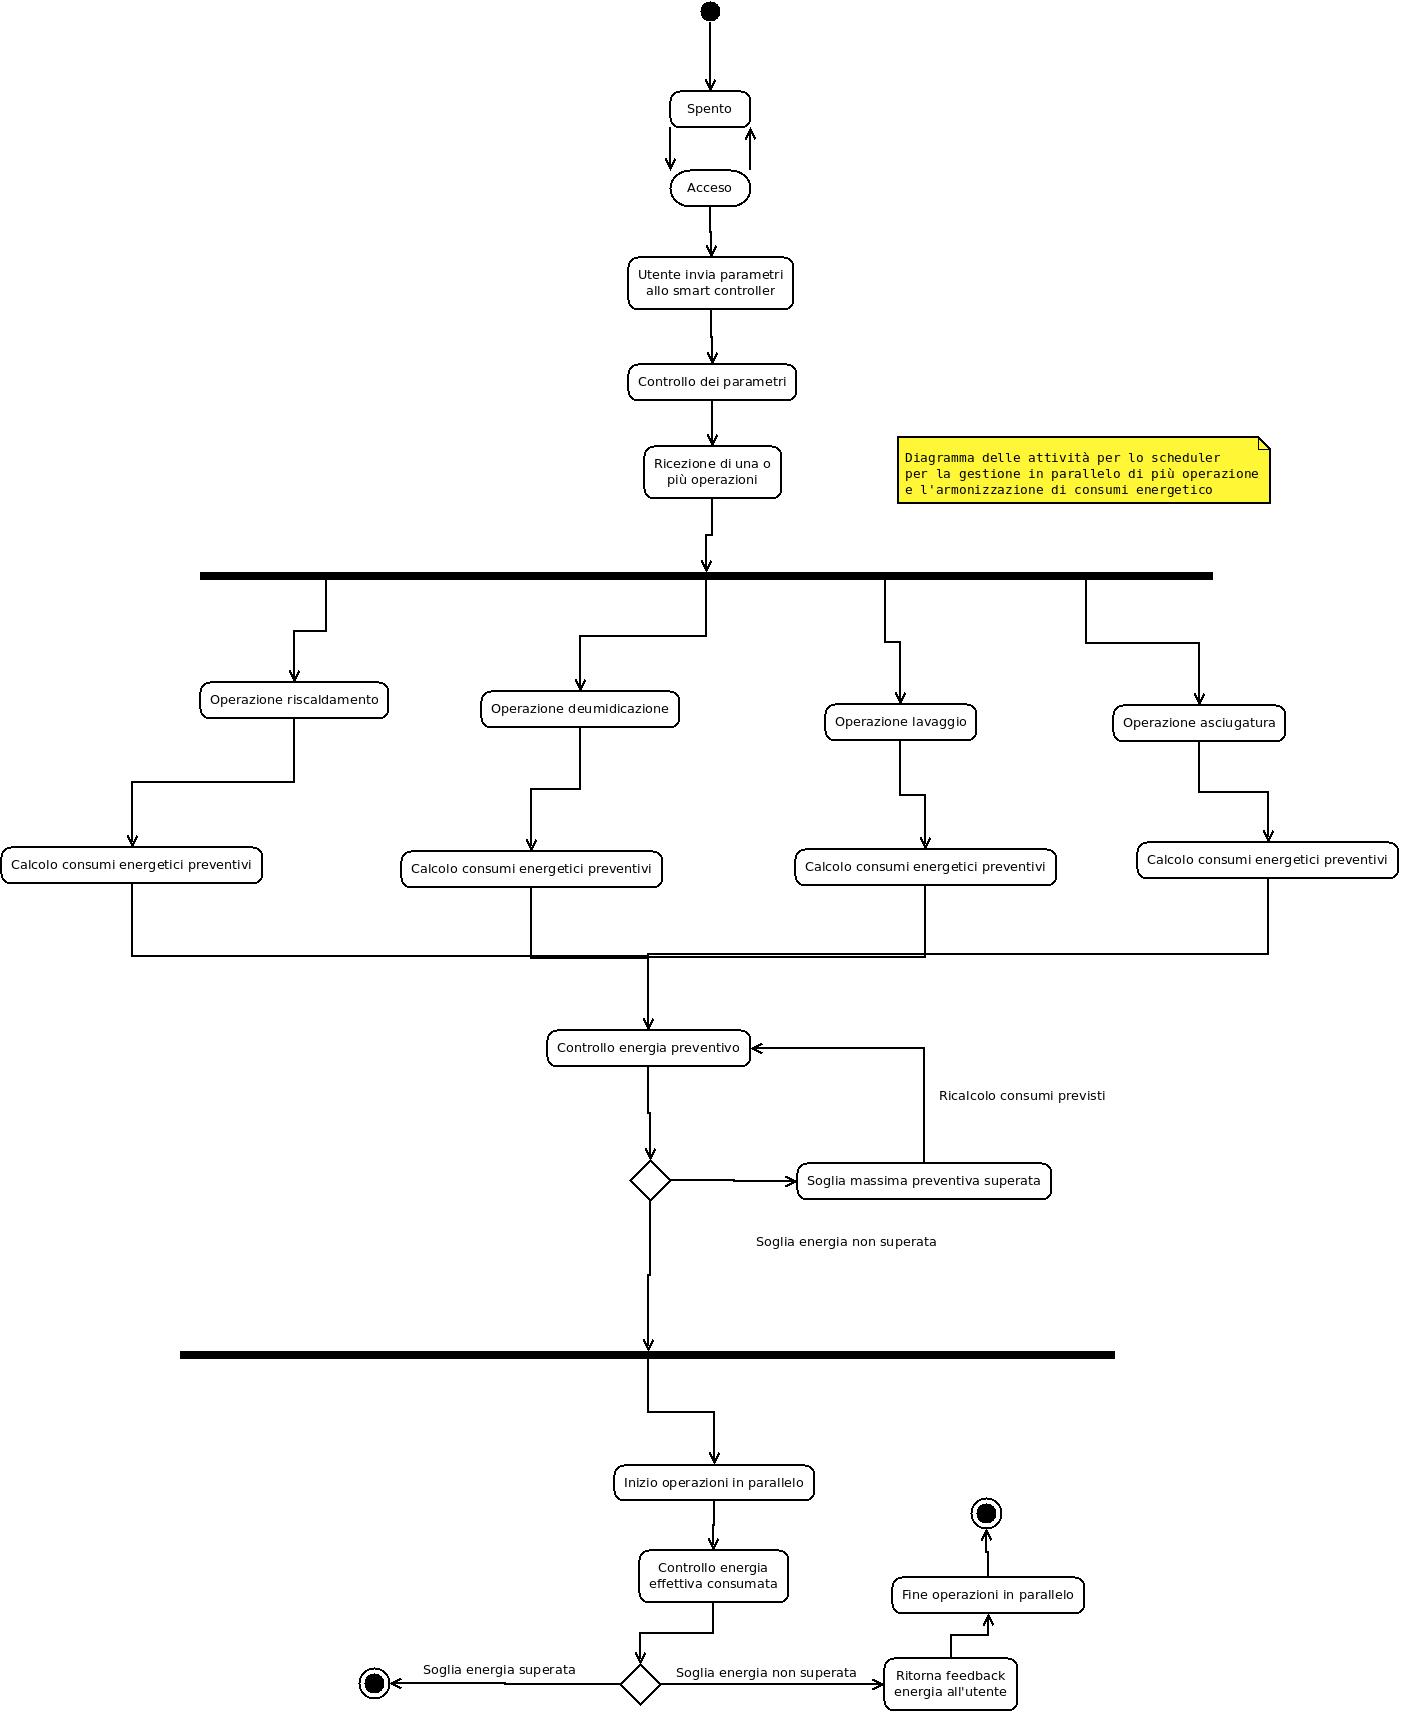 Spento
Acceso
Utente invia parametri
allo smart controller
Controllo dei parametri
Ricezione di una o
più operazioni
Diagramma delle attività per lo scheduler
per la gestione in parallelo di più operazione
e l'armonizzazione di consumi energetico
Operazione riscaldamento
Operazione deumidicazione
Operazione lavaggio
Operazione asciugatura
Calcolo consumi energetici preventivi
Calcolo consumi energetici preventivi
Calcolo consumi energetici preventivi
Calcolo consumi energetici preventivi
Controllo energia preventivo
Ricalcolo consumi previsti
Soglia massima preventiva superata
Soglia energia non superata
Inizio operazioni in parallelo
Controllo energia
effettiva consumata
Fine operazioni in parallelo
Soglia energia superata
Soglia energia non superata
Ritorna feedback
energia all'utente